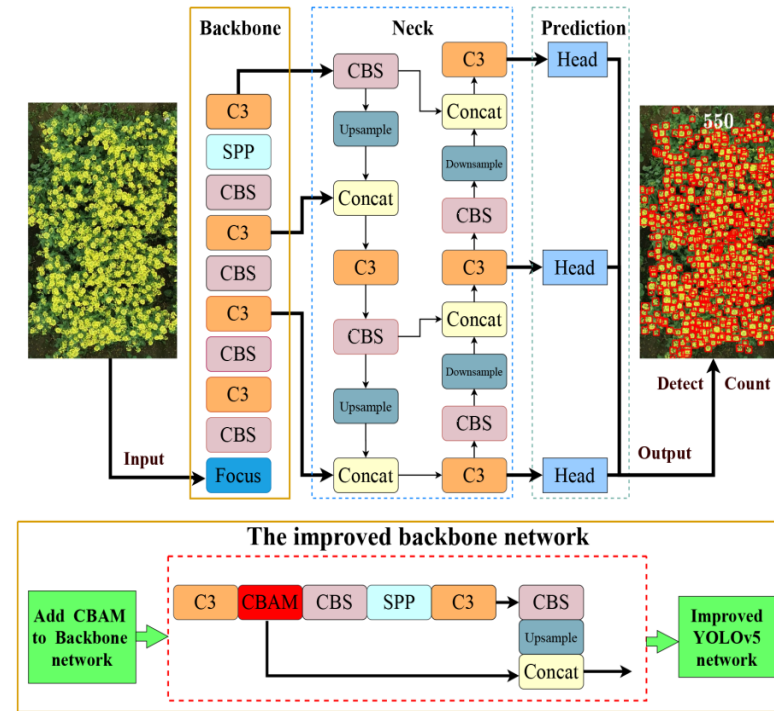 Backbone
C3
SPP
CBS
C3
CBS
C3
CBS
C3
CBS
Focus
Input
Neck
CBS
Upsample
Concat
C3
CBS
Upsample
Concat
C3
Concat
Downsample
CBS
C3
Concat
Downsample
CBS
C3
Prediction
Head
Head
Head
550
Detect Count
Output
The improved backbone network
Add CBAM
to Backbone
network
C3 CBAM CBS SPP C3 CBS
Upsample
Concat
Improved
YOLOv5
network